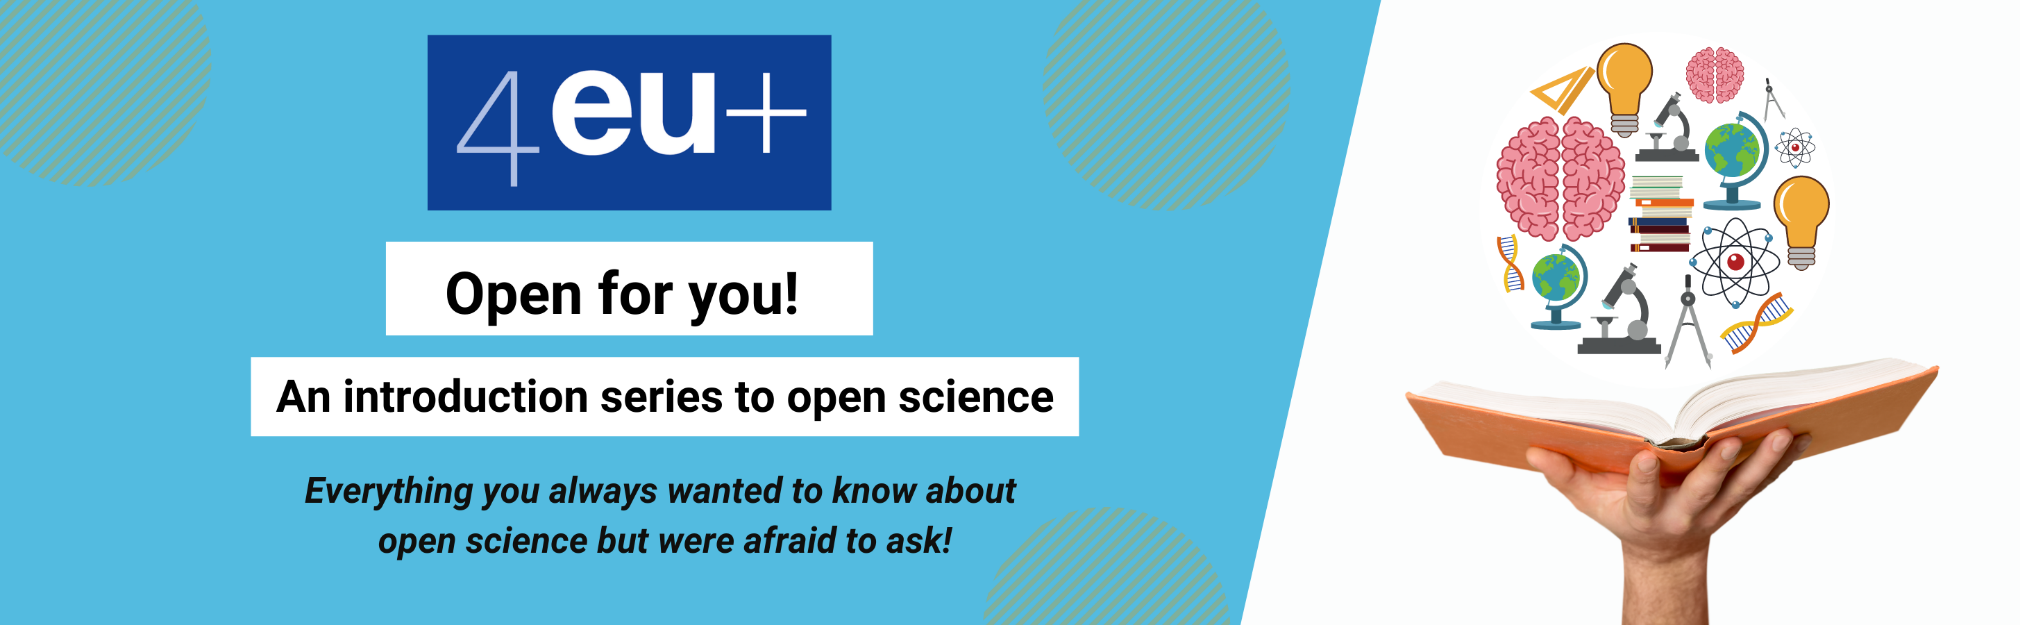 4eu+
Open for you!
An introduction series to open science
Everything you always wanted to know about
open science but were afraid to ask!